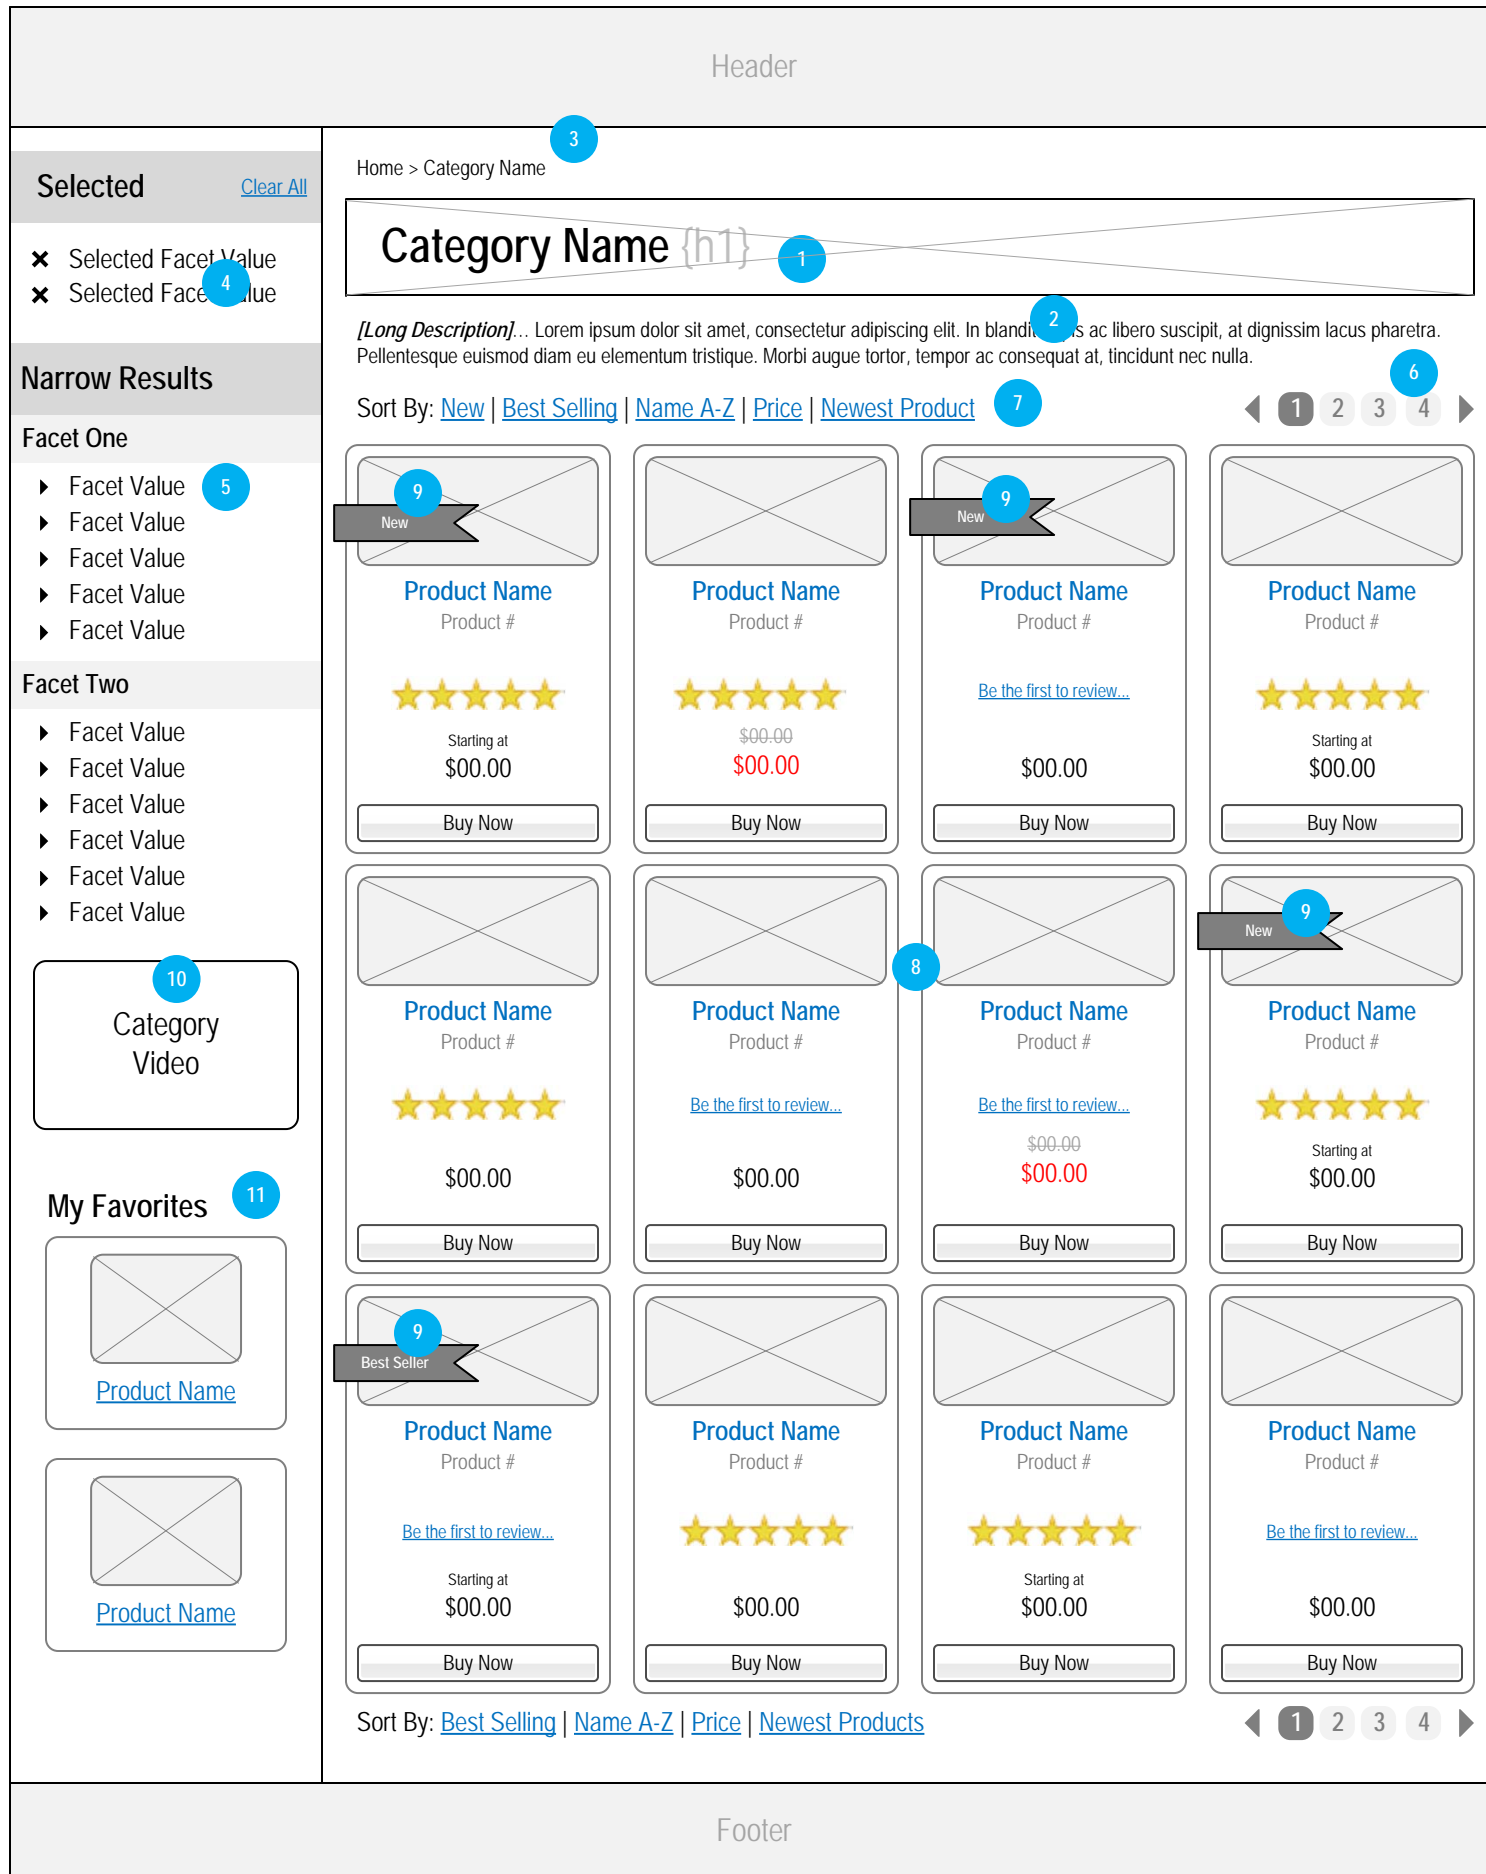 Header
3
Home > Category Name
Selected Clear All
Selected Facet Value
Selected Facet Value
4
Category Name {h1}
1
2
[Long Description]... Lorem ipsum dolor sit amet, consectetur adipiscing elit. In blandit ac libero suscipit, at dignissim lacus pharetra.
Pellentesque euismod diam eu elementum tristique. Morbi augue tortor, tempor ac consequat at, tincidunt nec nulla.
Narrow Results
Facet One
Facet Value 5
Facet Value
Facet Value
Facet Value
Facet Value
Facet Two
Facet Value
Facet Value
Facet Value
Facet Value
Facet Value
Facet Value
10
Category
Video
My Favorites 11
Product Name
Product Name
6
Sort By: New | Best Selling | Name A-Z | Price | Newest Product 7
1 2 3 4
9
New
Product Name
Product #
Starting at
$00.00
Buy Now
Product Name
Product #
$00.00
$00.00
Buy Now
9
New
Product Name
Product #
Be the first to review...
$00.00
Buy Now
Product Name
Product #
Starting at
$00.00
Buy Now
Product Name
Product #
$00.00
Buy Now
Product Name
Product #
Be the first to review...
$00.00
Buy Now
8
Product Name
Product #
Be the first to review...
$00.00
$00.00
Buy Now
9
New
Product Name
Product #
Starting at
$00.00
Buy Now
9
Best Seller
Product Name
Product #
Be the first to review...
Starting at
$00.00
Buy Now
Product Name
Product #
$00.00
Buy Now
Product Name
Product #
Starting at
$00.00
Buy Now
Product Name
Product #
Be the first to review...
$00.00
Buy Now
Sort By: Best Selling | Name A-Z | Price | Newest Products
1 2 3 4
Footer